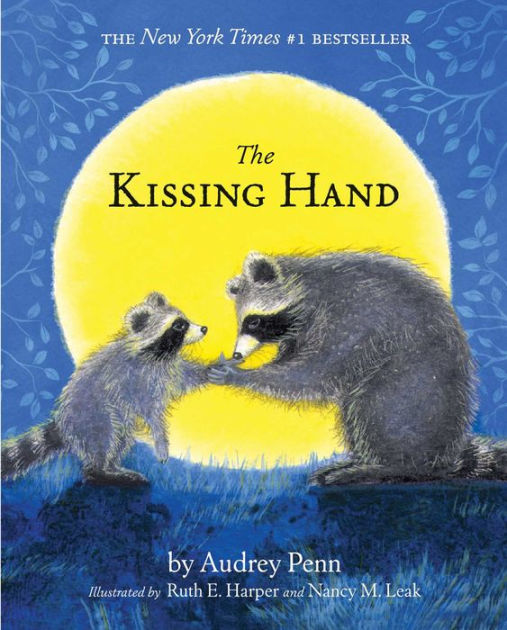 THE New York Times #1 BESTSELLER
The
KISSING HAND
by Audrey Penn
Illustrated by Ruth E. Harper and Nancy M. Leak